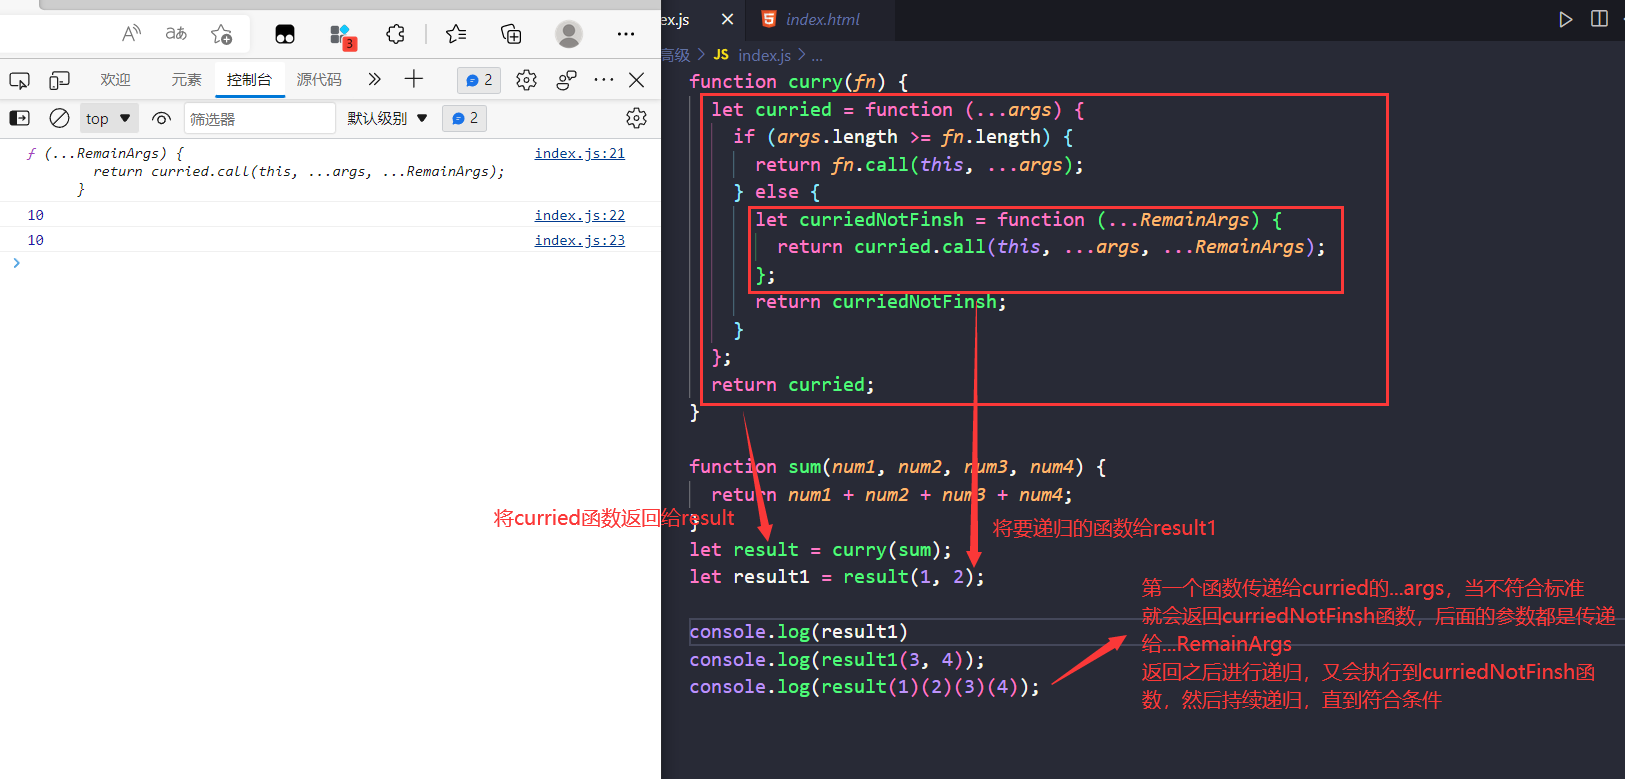 ex.js
index.html
3
欢迎
元素
控制台
源代码
2
高级 > JS index.js > ...
top
筛选器
默认级别
2
ƒ (...RemainArgs) {
return curried.call(this, ...args, ...RemainArgs);
}
index.js:21
10
index.js:22
10
index.js:23
function curry(fn) {
let curried = function (...args) {
if (args.length >= fn.length) {
return fn.call(this, ...args);
} else {
let curriedNotFinsh = function (...RemainArgs) {
return curried.call(this, ...args, ...RemainArgs);
};
return curriedNotFinsh;
}
};
return curried;
}
function sum(num1, num2, num3, num4) {
return num1 + num2 + num3 + num4;
}
将curried函数返回给result
将要递归的函数给result1
let result = curry(sum);
let result1 = result(1, 2);
console.log(result1)
console.log(result1(3, 4));
console.log(result(1)(2)(3)(4));
第一个函数传递给curried的...args，当不符合标准
就会返回curriedNotFinsh函数，后面的参数都是传递
给...RemainArgs
返回之后进行递归，又会执行到curriedNotFinsh函
数，然后持续递归，直到符合条件